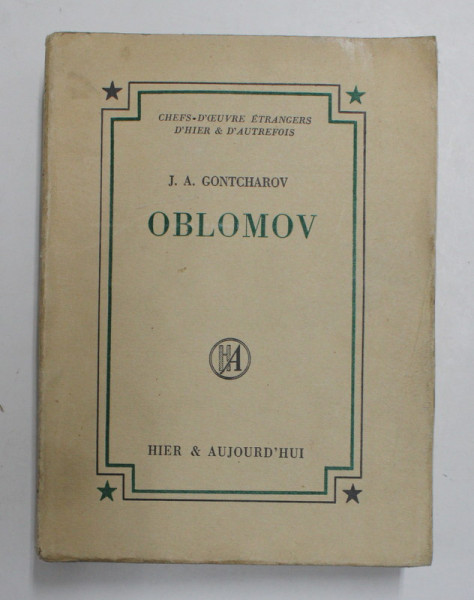 CHEFS-D'ŒUVRE ÉTRANGERS
D'HIER & D'AUTREFOIS
J. A. GONTCHAROV
OBLOMOV
HA
HIER & AUJOURD'HUI